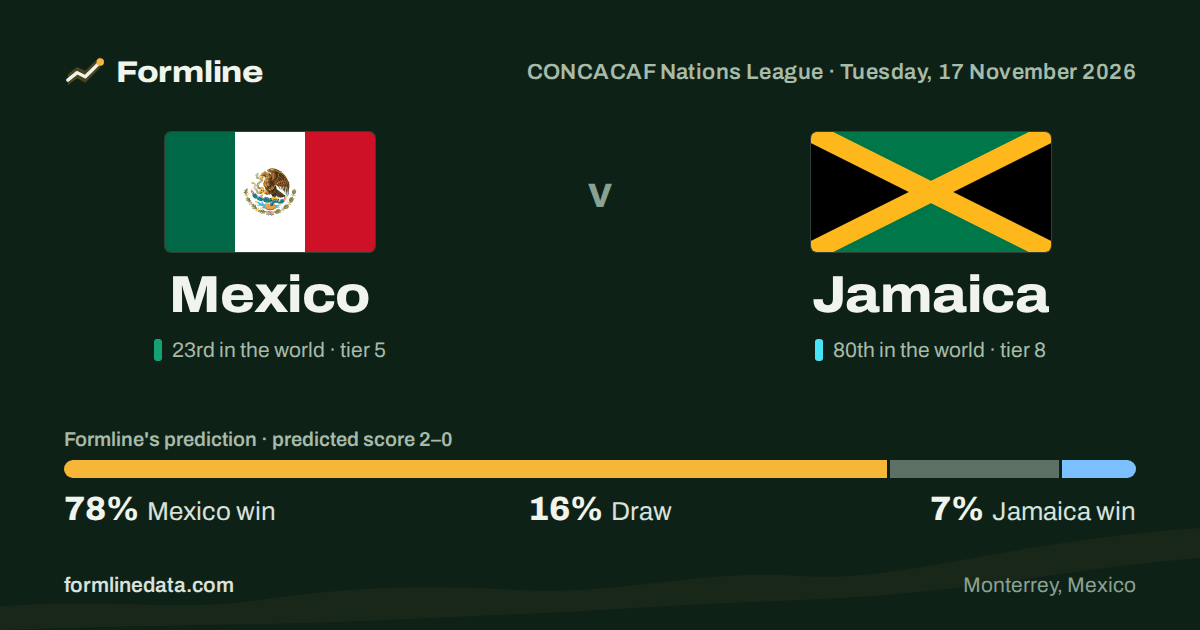 Formline
CONCACAF Nations League · Tuesday, 17 November 2026
v
Mexico
Jamaica
23rd in the world · tier 5
80th in the world · tier 8
Formline's prediction · predicted score 2–0
78% Mexico win
16% Draw
7% Jamaica win
formlinedata.com
Monterrey, Mexico